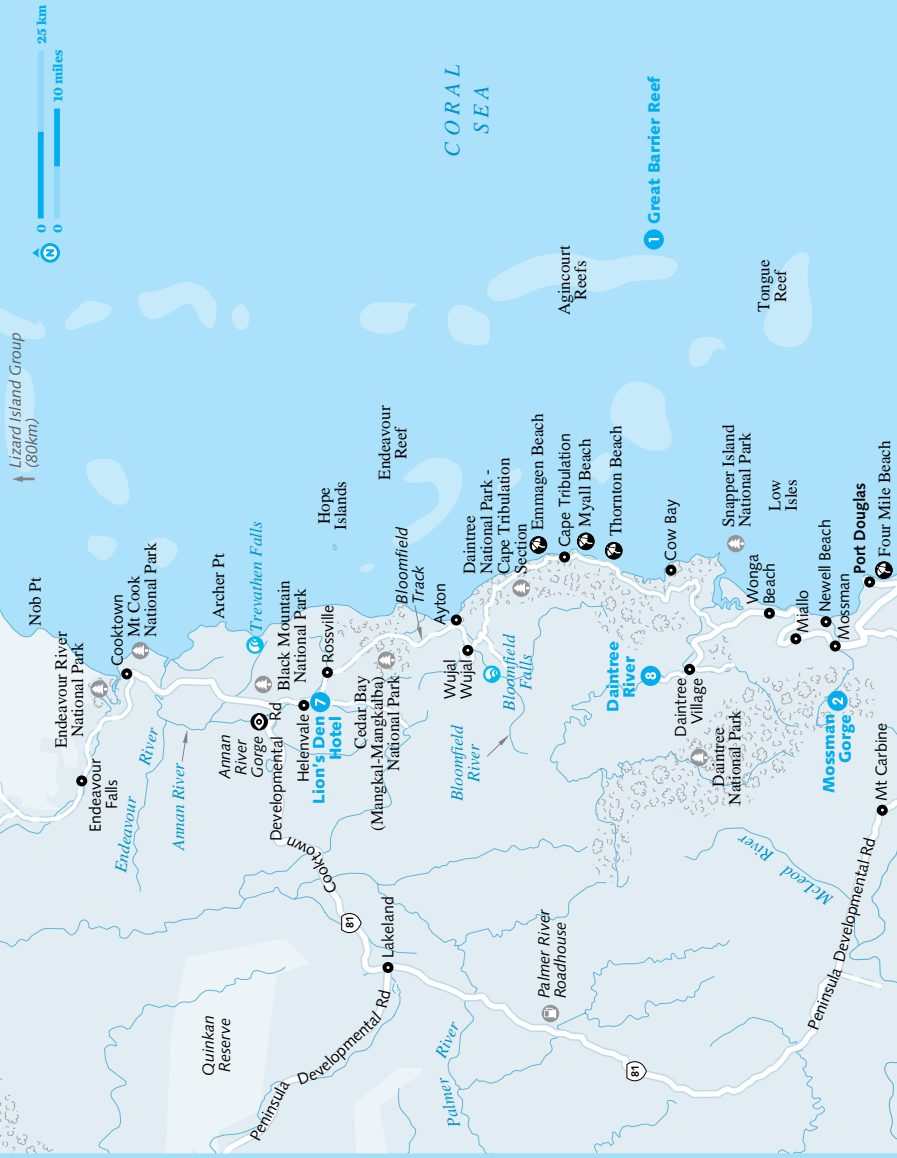 0
25 km
0
10 miles
N
Lizard Island Group
(80km)
CORAL
SEA
1 Great Barrier Reef
Agincourt
Reefs
Tongue
Reef
Nob Pt
Endeavour River
National Park
Cooktown
Mt Cook
National Park
Archer Pt
Trevathen Falls
Black Mountain
National Park
Rossville
Hope
Islands
Endeavour
Reef
Bloomfield
Track
Ayton
Daintree
National Park -
Cape Tribulation
Section
Emmagen Beach
Cape Tribulation
Myall Beach
Thornton Beach
Cow Bay
Snapper Island
National Park
Low
Isles
Wonga
Beach
Miallo
Newell Beach
Mossman
Port Douglas
Four Mile Beach
Endeavour
Falls
Endeavour
River
Annan River
Annan
River
Gorge
Helenvale
Lion's Den 7
Hotel
Cedar Bay
(Mangkal-Mangkalba)
National Park
Wujal
Wujal
Bloomfield
Falls
Bloomfield
River
Daintree
River 8
Daintree
Village
Daintree
National Park
Mossman 2
Gorge
Mt Carbine
Cooktown Developmental Rd
81
Lakeland
Quinkan
Reserve
Peninsula Developmental Rd
Palmer River
Palmer River
Roadhouse
81
McLeod River
Peninsula Developmental Rd